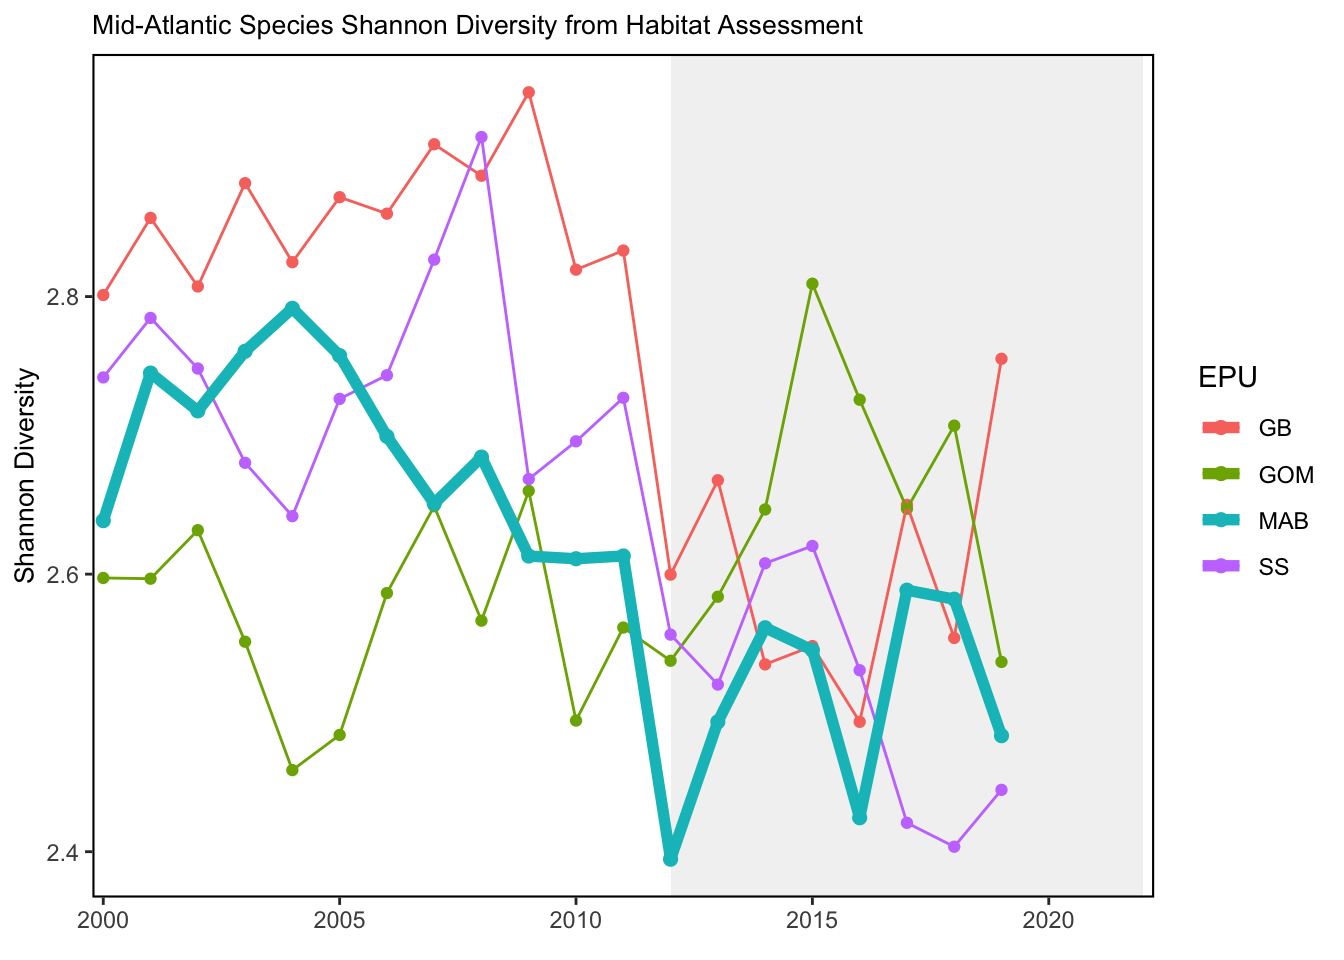 Mid-Atlantic Species Shannon Diversity from Habitat Assessment
Shannon Diversity
2.8
2.6
2.4
2000
2005
2010
2015
2020
EPU
GB
GOM
MAB
SS